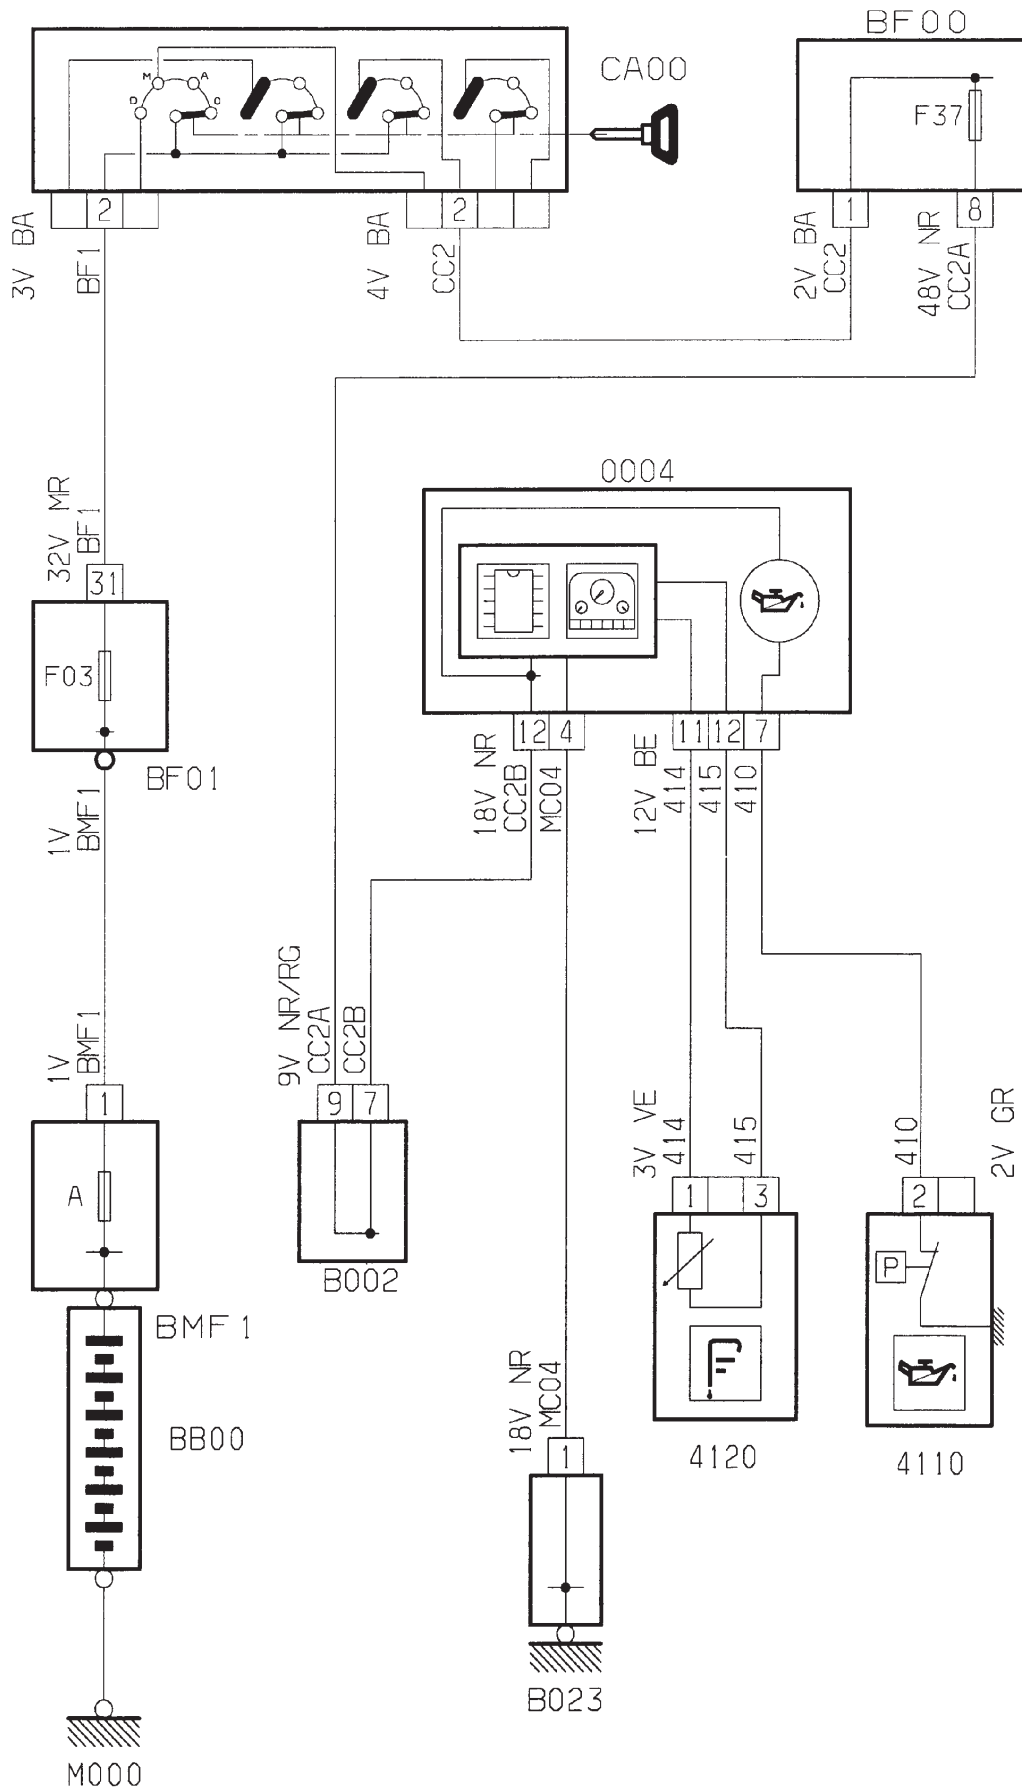 BF00
CA00
M
A
D
C
F37
2
2
1
8
3V BA
BF1
4V BA
CC2
2V BA
CC2
48V NR
CC2A
0004
32V MR
BF1
31
F03
12
4
11
12
7
BF01
18V NR
CC2B
MC04
12V BE
414
415
410
1V
BMF1
9V NR/RG
CC2A
CC2B
1V
BMF1
1
9
7
3V VE
414
415
410
2V GR
1
3
2
A
P
B002
BMF1
18V NR
MC04
BB00
4120
4110
1
B023
M000